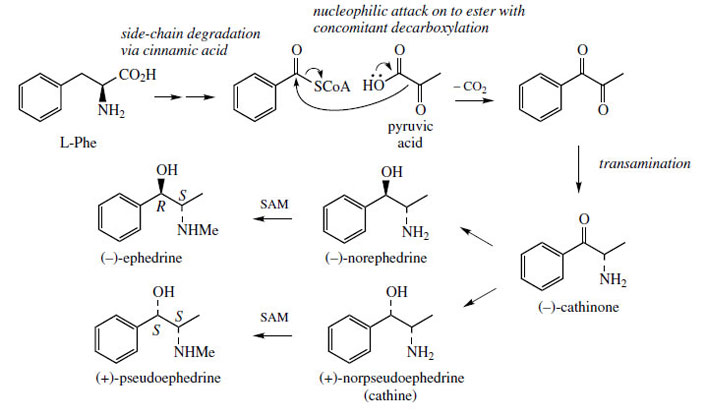 nucleophilic attack on to ester with
concomitant decarboxylation
side-chain degradation
via cinnamic acid
O
O
O
CO2H
SCoA
HO
– CO2
NH2
O
O
L-Phe
pyruvic
acid
transamination
OH
OH
S
SAM
O
R
NHMe
NH2
(–)-ephedrine
(–)-norephedrine
NH2
(–)-cathinone
OH
OH
S
SAM
S
NHMe
NH2
(+)-pseudoephedrine
(+)-norpseudoephedrine
(cathine)